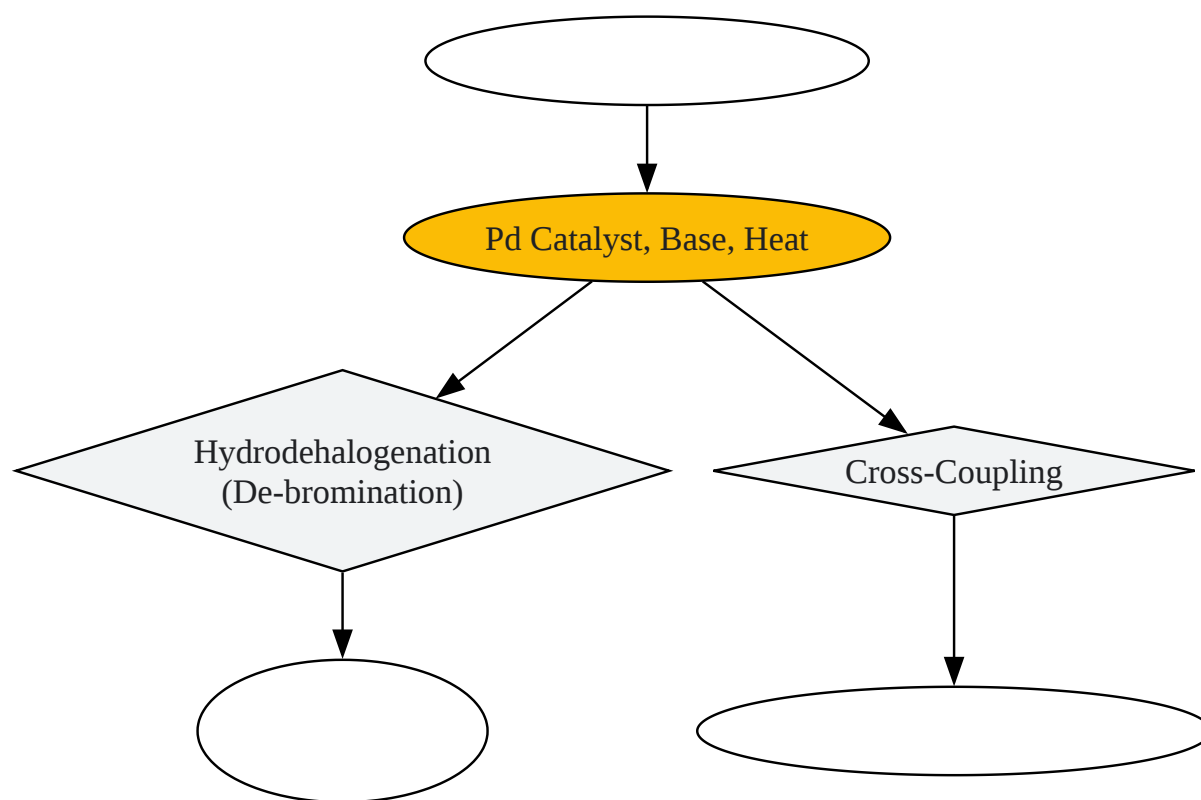 Pd Catalyst, Base, Heat
Hydrodehalogenation
(De-bromination)
Cross-Coupling